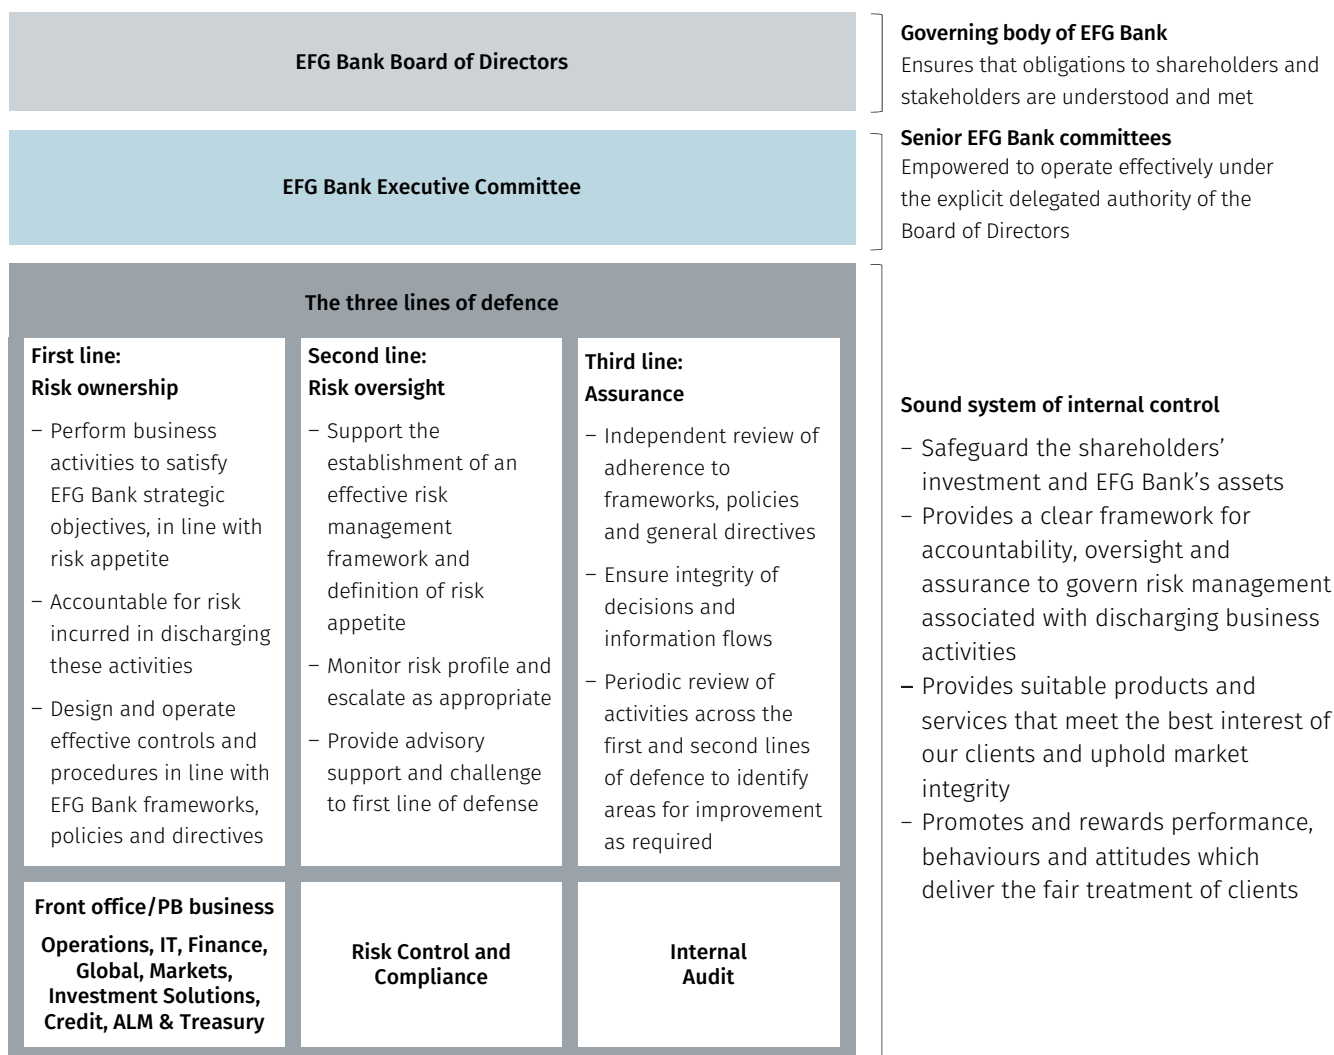 EFG Bank Board of Directors
Governing body of EFG Bank
Ensures that obligations to shareholders and
stakeholders are understood and met
EFG Bank Executive Committee
Senior EFG Bank committees
Empowered to operate effectively under
the explicit delegated authority of the
Board of Directors
The three lines of defence
First line:
Risk ownership
– Perform business
activities to satisfy
EFG Bank strategic
objectives, in line with
risk appetite
– Accountable for risk
incurred in discharging
these activities
– Design and operate
effective controls and
procedures in line with
EFG Bank frameworks,
policies and directives
Front office/PB business
Operations, IT, Finance,
Global, Markets,
Investment Solutions,
Credit, ALM & Treasury
Second line:
Risk oversight
– Support the
establishment of an
effective risk
management
framework and
definition of risk
appetite
– Monitor risk profile and
escalate as appropriate
– Provide advisory
support and challenge
to first line of defense
Risk Control and
Compliance
Third line:
Assurance
– Independent review of
adherence to
frameworks, policies
and general directives
– Ensure integrity of
decisions and
information flows
– Periodic review of
activities across the
first and second lines
of defence to identify
areas for improvement
as required
Internal
Audit
Sound system of internal control
– Safeguard the shareholders’
investment and EFG Bank’s assets
– Provides a clear framework for
accountability, oversight and
assurance to govern risk management
associated with discharging business
activities
– Provides suitable products and
services that meet the best interest of
our clients and uphold market
integrity
– Promotes and rewards performance,
behaviours and attitudes which
deliver the fair treatment of clients